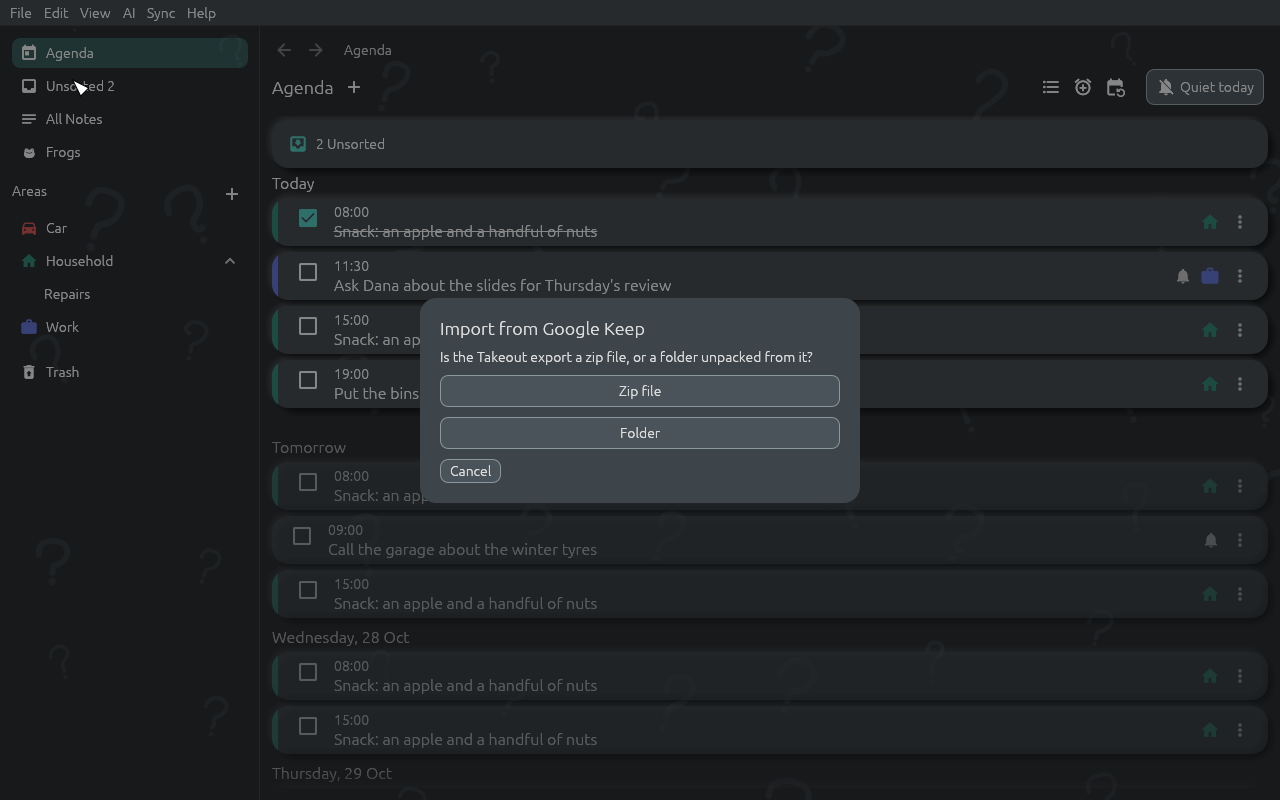 File Edit View AI Sync Help
Agenda
Unsorted 2
All Notes
Frogs
Areas
Car
Household
Repairs
Work
Trash
Agenda
Agenda
Quiet today
2 Unsorted
Today
08:00
Snack: an apple and a handful of nuts
11:30
Ask Dana about the slides for Thursday's review
15:00
Snack: an ap
19:00
Put the bins
Import from Google Keep
Is the Takeout export a zip file, or a folder unpacked from it?
Zip file
Folder
Cancel
Tomorrow
08:00
Snack: an app
09:00
Call the garage about the winter tyres
15:00
Snack: an apple and a handful of nuts
Wednesday, 28 Oct
08:00
Snack: an apple and a handful of nuts
15:00
Snack: an apple and a handful of nuts
Thursday, 29 Oct